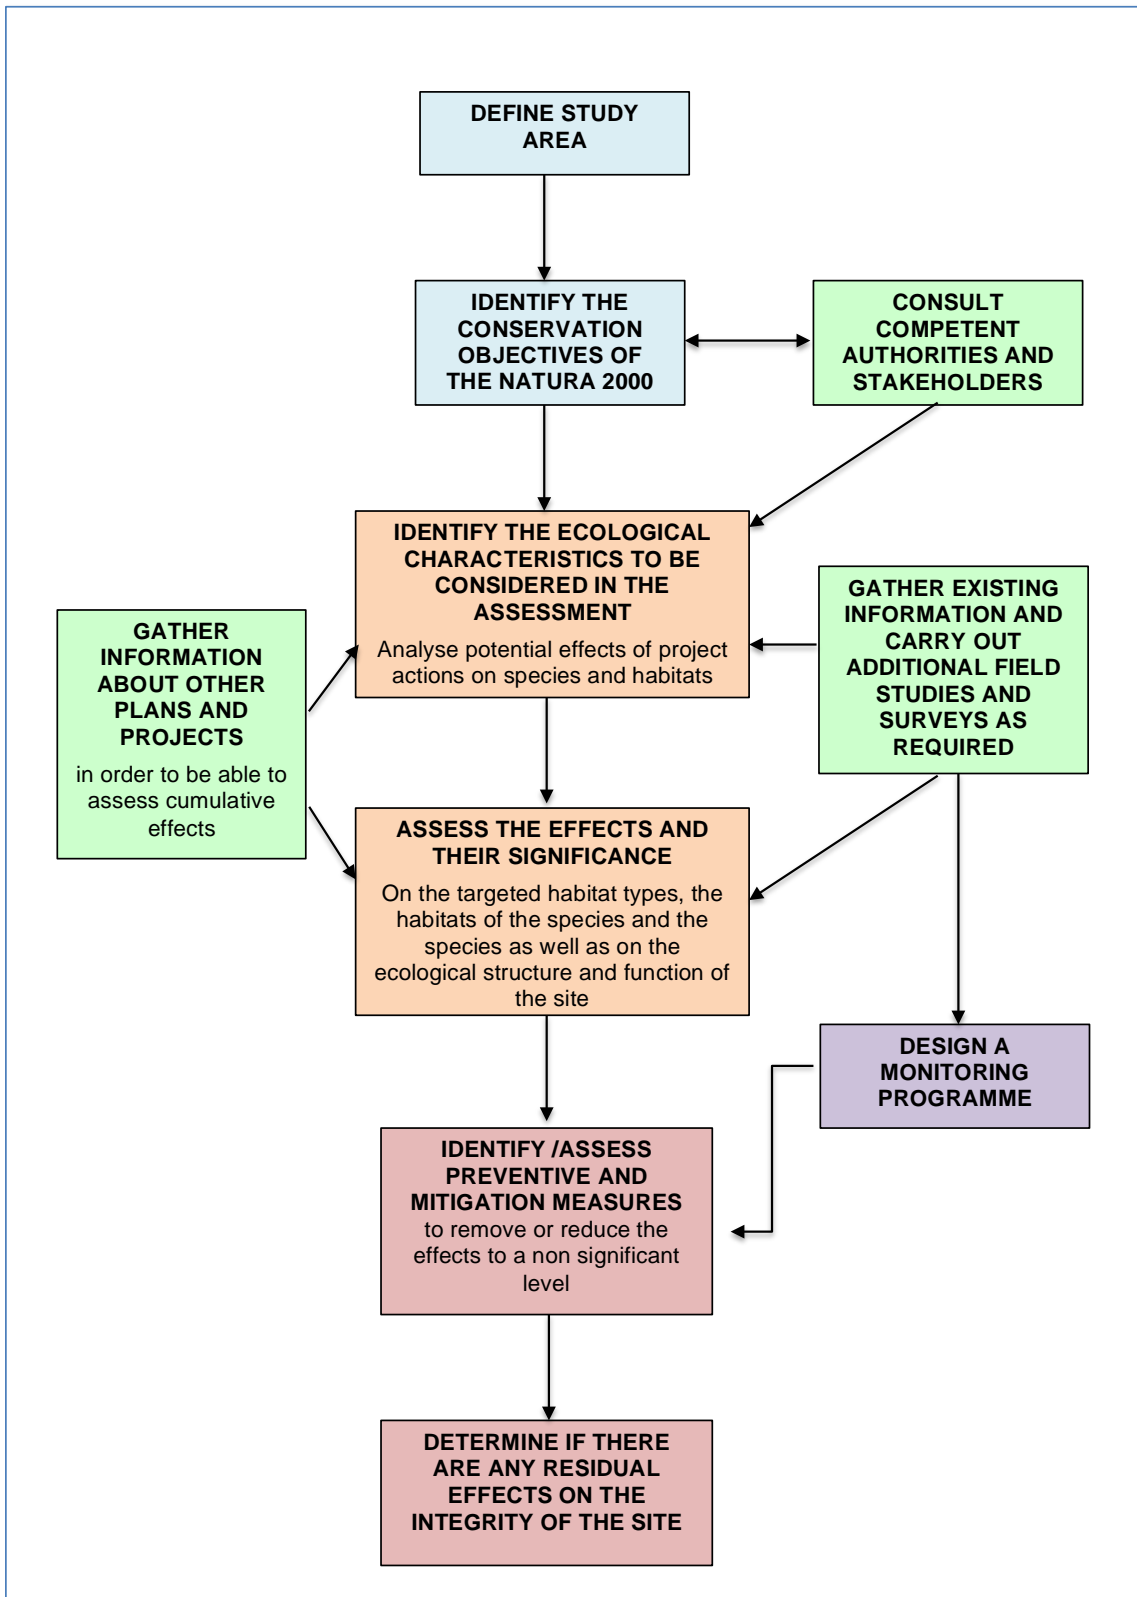 DEFINE STUDY
AREA
IDENTIFY THE
CONSERVATION
OBJECTIVES OF
THE NATURA 2000
CONSULT
COMPETENT
AUTHORITIES AND
STAKEHOLDERS
IDENTIFY THE ECOLOGICAL
CHARACTERISTICS TO BE
CONSIDERED IN THE
ASSESSMENT
Analyse potential effects of project
actions on species and habitats
GATHER EXISTING
INFORMATION AND
CARRY OUT
ADDITIONAL FIELD
STUDIES AND
SURVEYS AS
REQUIRED
GATHER
INFORMATION
ABOUT OTHER
PLANS AND
PROJECTS
in order to be able to
assess cumulative
effects
ASSESS THE EFFECTS AND
THEIR SIGNIFICANCE
On the targeted habitat types, the
habitats of the species and the
species as well as on the
ecological structure and function of
the site
DESIGN A
MONITORING
PROGRAMME
IDENTIFY /ASSESS
PREVENTIVE AND
MITIGATION MEASURES
to remove or reduce the
effects to a non significant
level
DETERMINE IF THERE
ARE ANY RESIDUAL
EFFECTS ON THE
INTEGRITY OF THE SITE